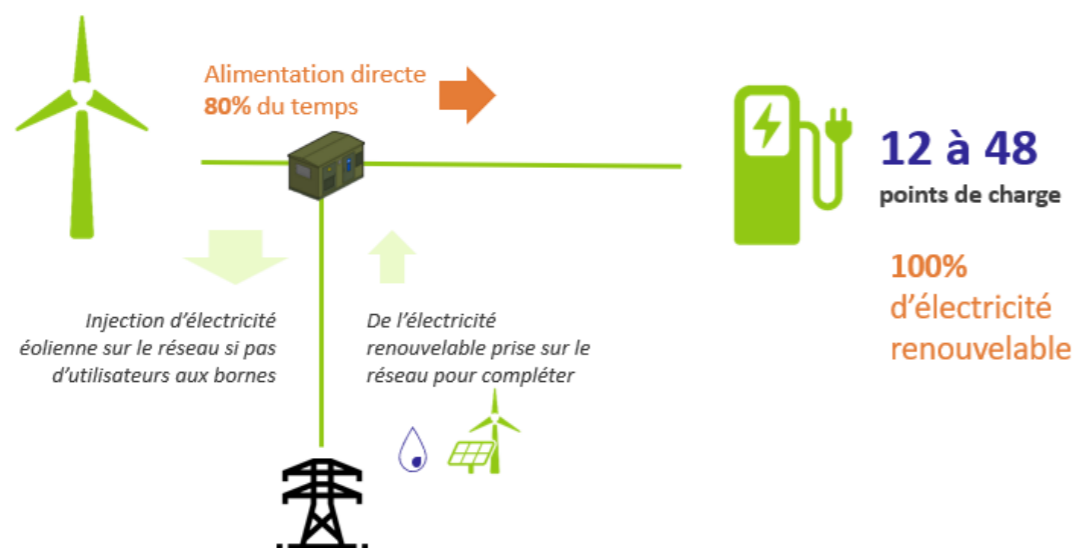 Alimentation directe
80% du temps
12 à 48
points de charge
100%
d'électricité
renouvelable
Injection d'électricité
éolienne sur le réseau si pas
d'utilisateurs aux bornes
De l'électricité
renouvelable prise sur le
réseau pour compléter